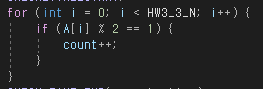 for (int i = 0; i < HW3_3_N; i++) {
if (A[i] % 2 == 1) {
count++;
}
}